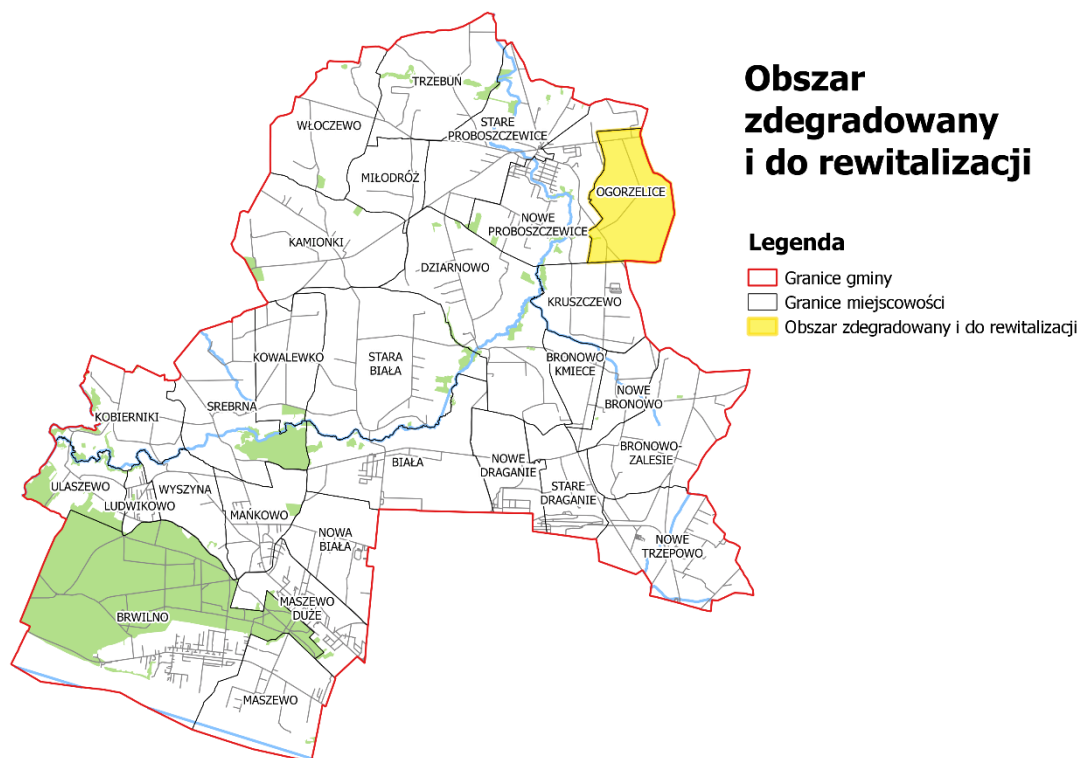 Obszar
zdegradowany
i do rewitalizacji
Legenda
Granice gminy
Granice miejscowości
Obszar zdegradowany i do rewitalizacji
TRZEBUŃ
WŁOCZEWO
STARE
PROBOSZCZEWICE
MIŁODRÓŻ
OGORZELICE
NOWE
PROBOSZCZEWICE
KAMIONKI
DZIARNOWO
KRUSZCZEWO
KOWALEWKO
STARA
BIAŁA
BRONOWO
KMIECE
NOWE
BRONOWO
SREBRNA
KOBIERNIKI
BRONOWO-
ZALESIE
BIAŁA
NOWE
DRAGANIE
STARE
DRAGANIE
ULASZEWO
WYSZYNA
LUDWIKOWO
MAŃKOWO
NOWA
BIAŁA
NOWE
TRZEPOWO
MASZEWO
DUŻE
BRWILNO
MASZEWO